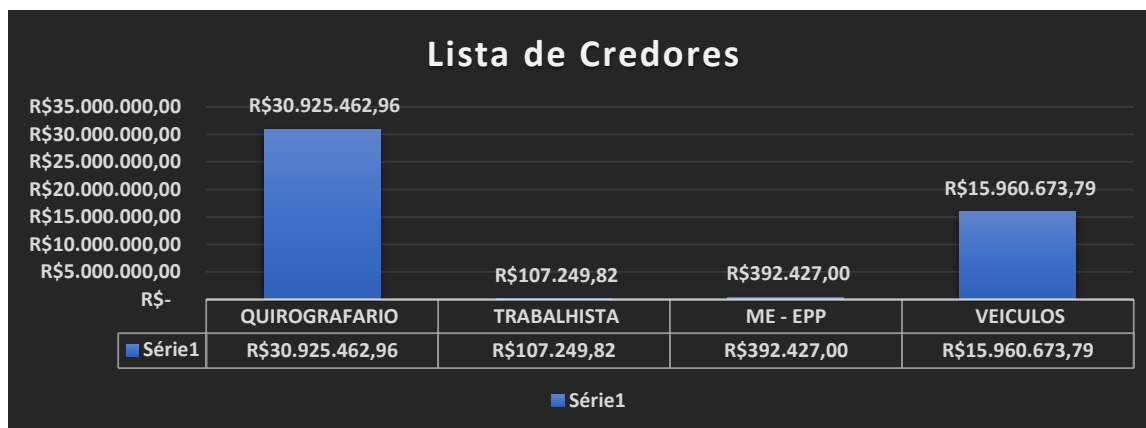 Lista de Credores
R$35.000.000,00
R$30.000.000,00
R$25.000.000,00
R$20.000.000,00
R$15.000.000,00
R$10.000.000,00
R$5.000.000,00
R$-
R$30.925.462,96
R$107.249,82
R$392.427,00
R$15.960.673,79
QUIROGRAFARIO TRABALHISTA ME - EPP VEICULOS
Série1 R$30.925.462,96 R$107.249,82 R$392.427,00 R$15.960.673,79
Série1